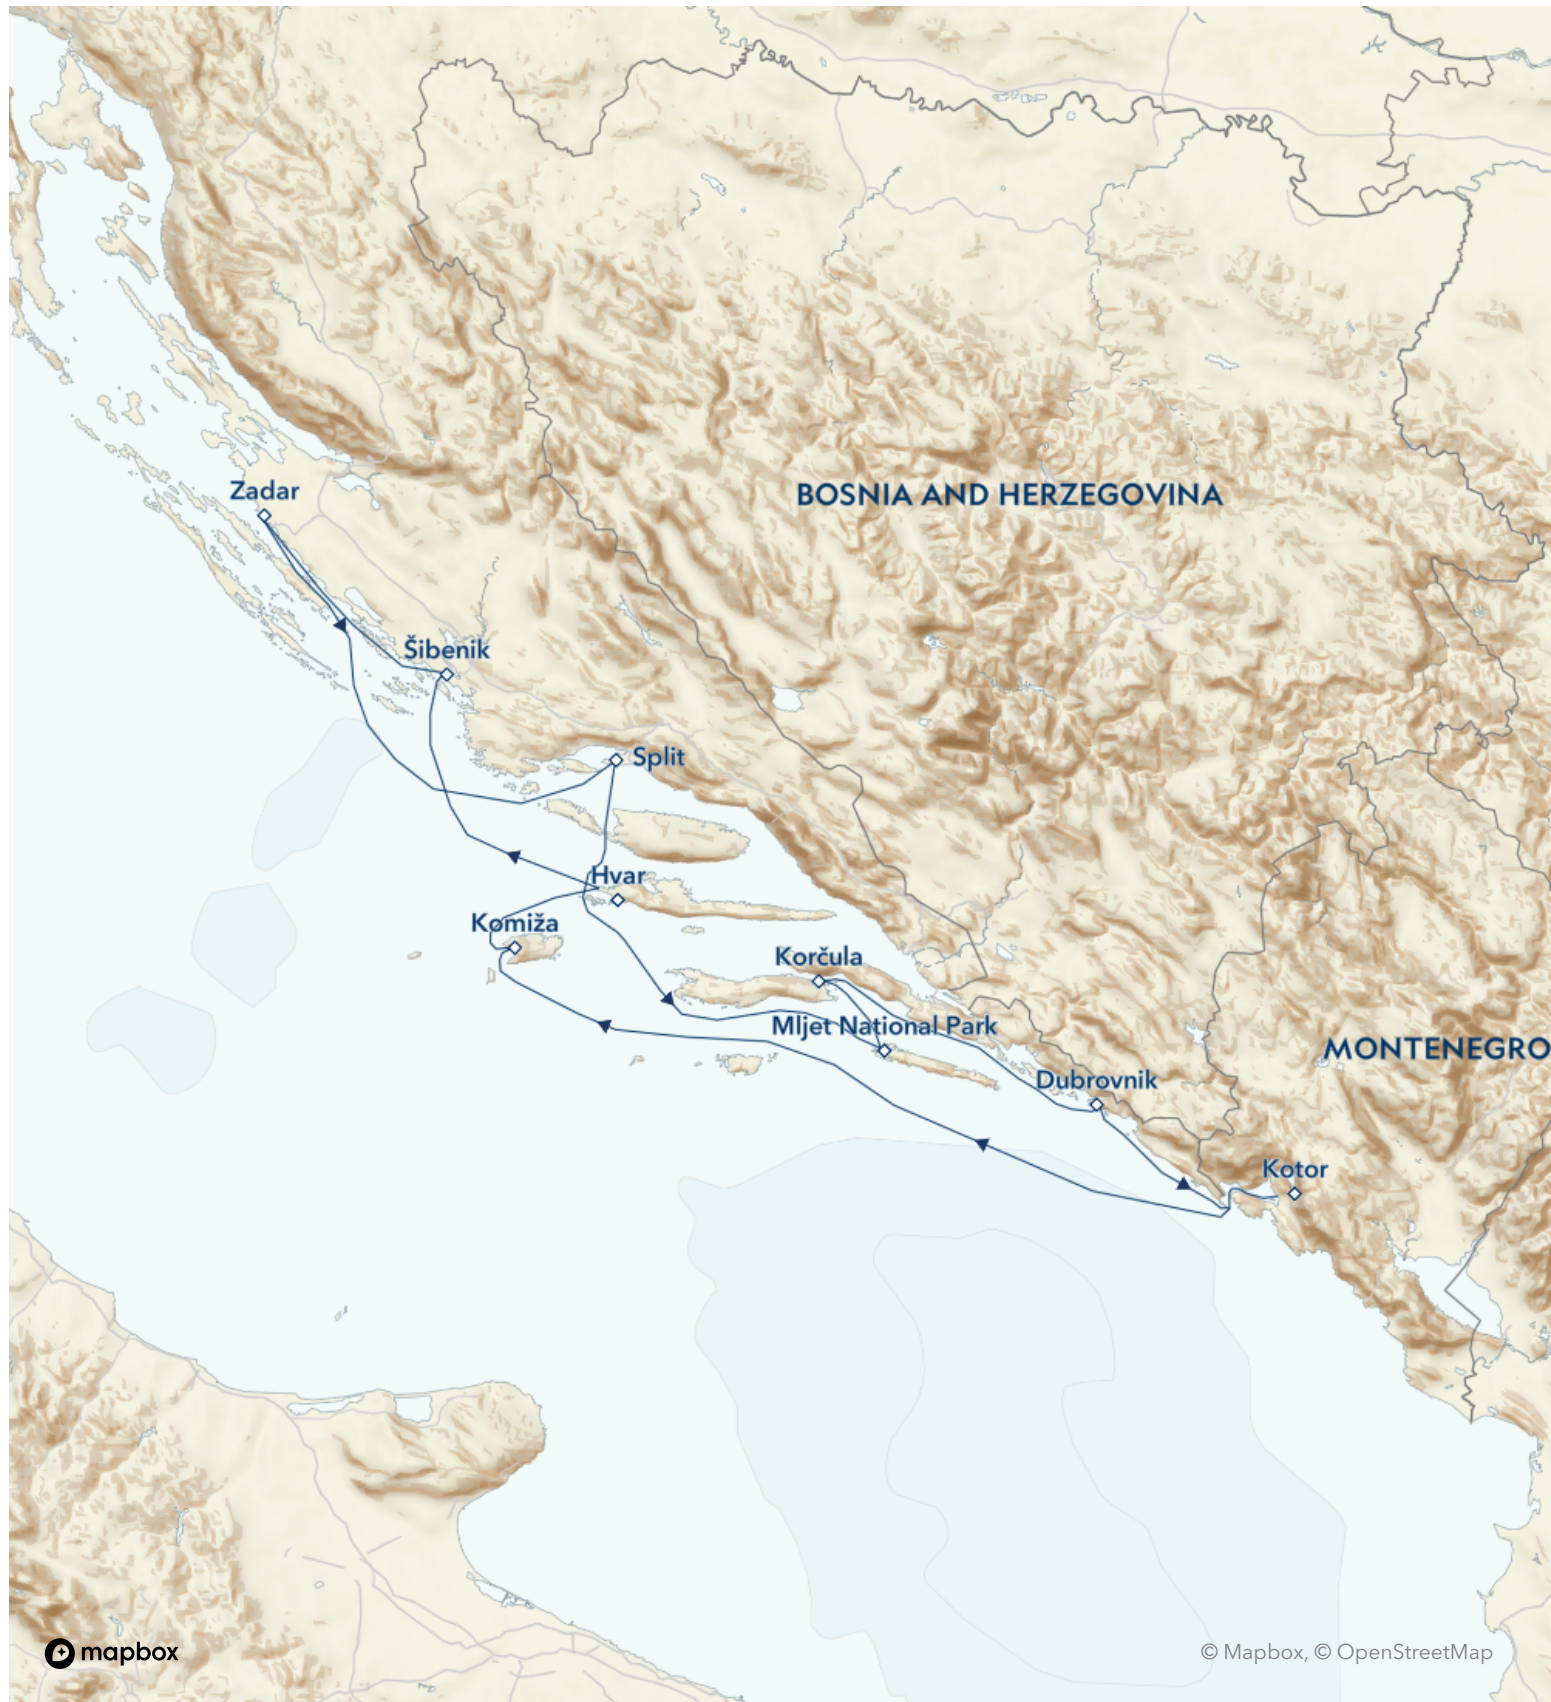 Zadar
BOSNIA AND HERZEGOVINA
Šibenik
Split
Hvar
Komiža
Korčula
Mljet National Park
MONTENEGRO
Dubrovnik
Kotor
mapbox
© Mapbox, © OpenStreetMap